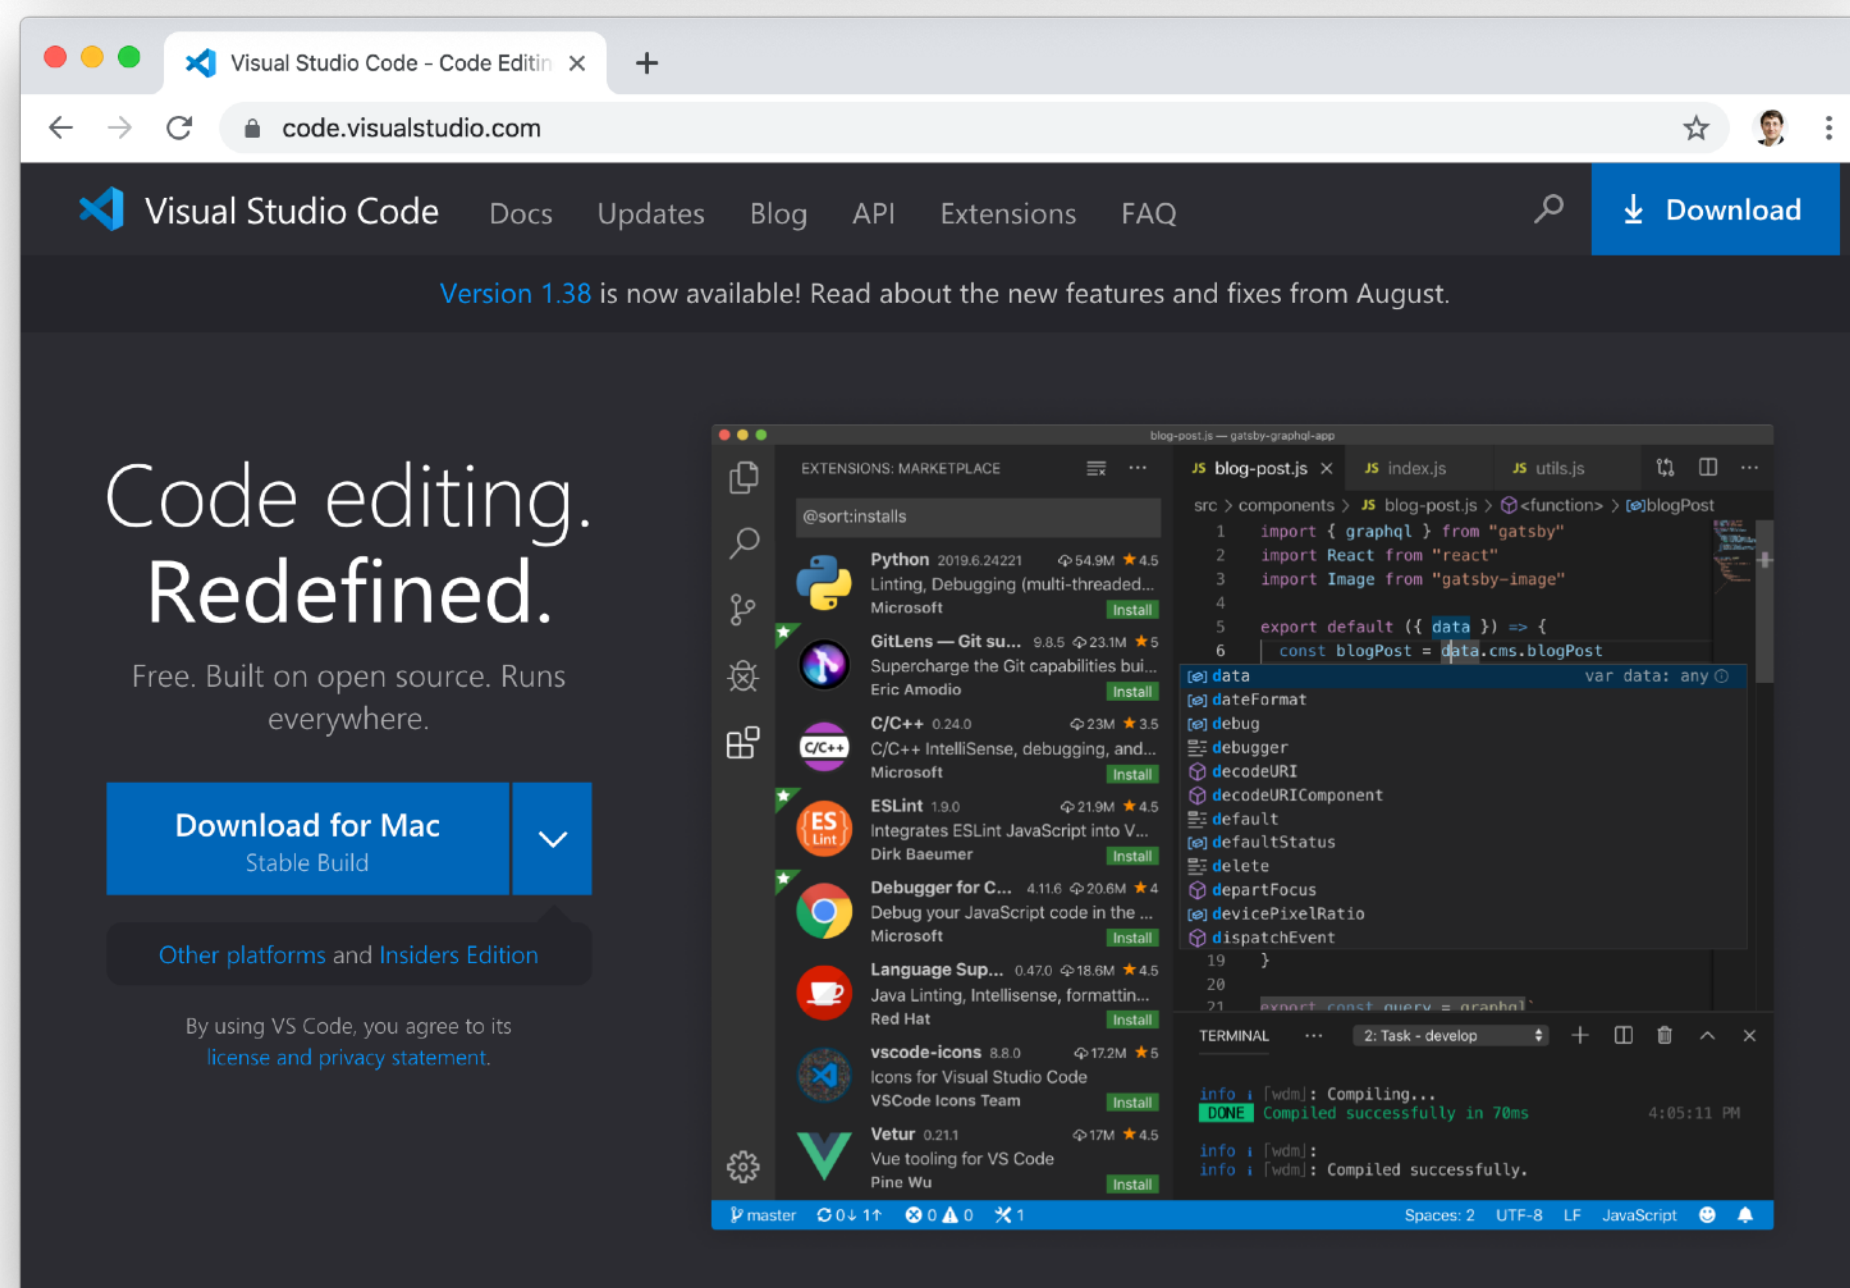 Visual Studio Code - Code Editin
code.visualstudio.com
Visual Studio Code Docs Updates Blog API Extensions FAQ Download
Version 1.38 is now available! Read about the new features and fixes from August.
Code editing.
Redefined.
Free. Built on open source. Runs
everywhere.
Download for Mac
Stable Build
Other platforms and Insiders Edition
By using VS Code, you agree to its
license and privacy statement.
blog-post.js — gatsby-graphql-app
EXTENSIONS: MARKETPLACE
@sort:installs
Python 2019.6.24221 54.9M ★ 4.5
Linting, Debugging (multi-threaded...
Microsoft Install
GitLens — Git su... 9.8.5 23.1M ★ 5
Supercharge the Git capabilities bui...
Eric Amodio Install
C/C++
C/C++ 0.24.0 23M ★ 3.5
C/C++ IntelliSense, debugging, and...
Microsoft Install
ES
Lint
ESLint 1.9.0 21.9M ★ 4.5
Integrates ESLint JavaScript into V...
Dirk Baeumer Install
Debugger for C... 4.11.6 20.6M ★ 4
Debug your JavaScript code in the ...
Microsoft Install
Language Sup... 0.47.0 18.6M ★ 4.5
Java Linting, Intellisense, formattin...
Red Hat Install
vscode-icons 8.8.0 17.2M ★ 5
Icons for Visual Studio Code
VSCode Icons Team Install
Vetur 0.21.1 17M ★ 4.5
Vue tooling for VS Code
Pine Wu Install
JS blog-post.js JS index.js JS utils.js
src > components > JS blog-post.js > <function> > blogPost
1 import { graphql } from "gatsby"
2 import React from "react"
3 import Image from "gatsby-image"
4
5 export default ({ data }) => {
6 const blogPost = data.cms.blogPost
data var data: any
dateFormat
debug
debugger
decodeURI
decodeURIComponent
default
defaultStatus
delete
departFocus
devicePixelRatio
dispatchEvent
19 }
20
21 export const query = graphql`
TERMINAL ... 2: Task - develop
info [wdm]: Compiling...
DONE Compiled successfully in 70ms 4:05:11 PM
info [wdm]:
info [wdm]: Compiled successfully.
master 0↓ 1↑ 0 0 1 Spaces: 2 UTF-8 LF JavaScript